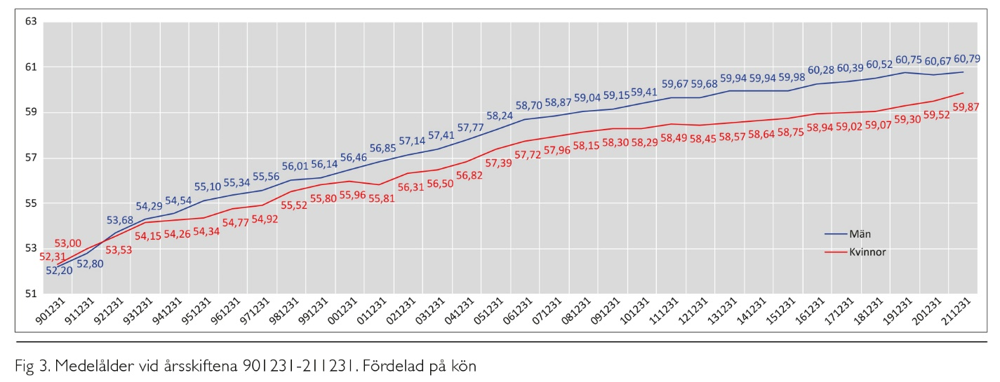 63
61
59
57
55
53
51
52,20 52,80 53,68 54,29 54,54 55,10 55,34 55,56 56,01 56,14 56,46 56,85 57,14 57,41 57,77 58,24 58,70 58,87 59,04 59,15 59,41 59,67 59,68 59,94 59,94 59,98 60,28 60,39 60,52 60,75 60,67 60,79
52,31 53,00 53,53 54,15 54,26 54,34 54,77 54,92 55,52 55,80 55,96 55,81 56,31 56,50 56,82 57,39 57,72 57,96 58,15 58,30 58,29 58,49 58,45 58,57 58,64 58,75 58,94 59,02 59,07 59,30 59,52 59,87
Män
Kvinnor
901231 911231 921231 931231 941231 951231 961231 971231 981231 991231 001231 011231 021231 031231 041231 051231 061231 071231 081231 091231 101231 111231 121231 131231 141231 151231 161231 171231 181231 191231 201231 211231
Fig 3. Medelålder vid årsskiftena 901231-211231. Fördelad på kön